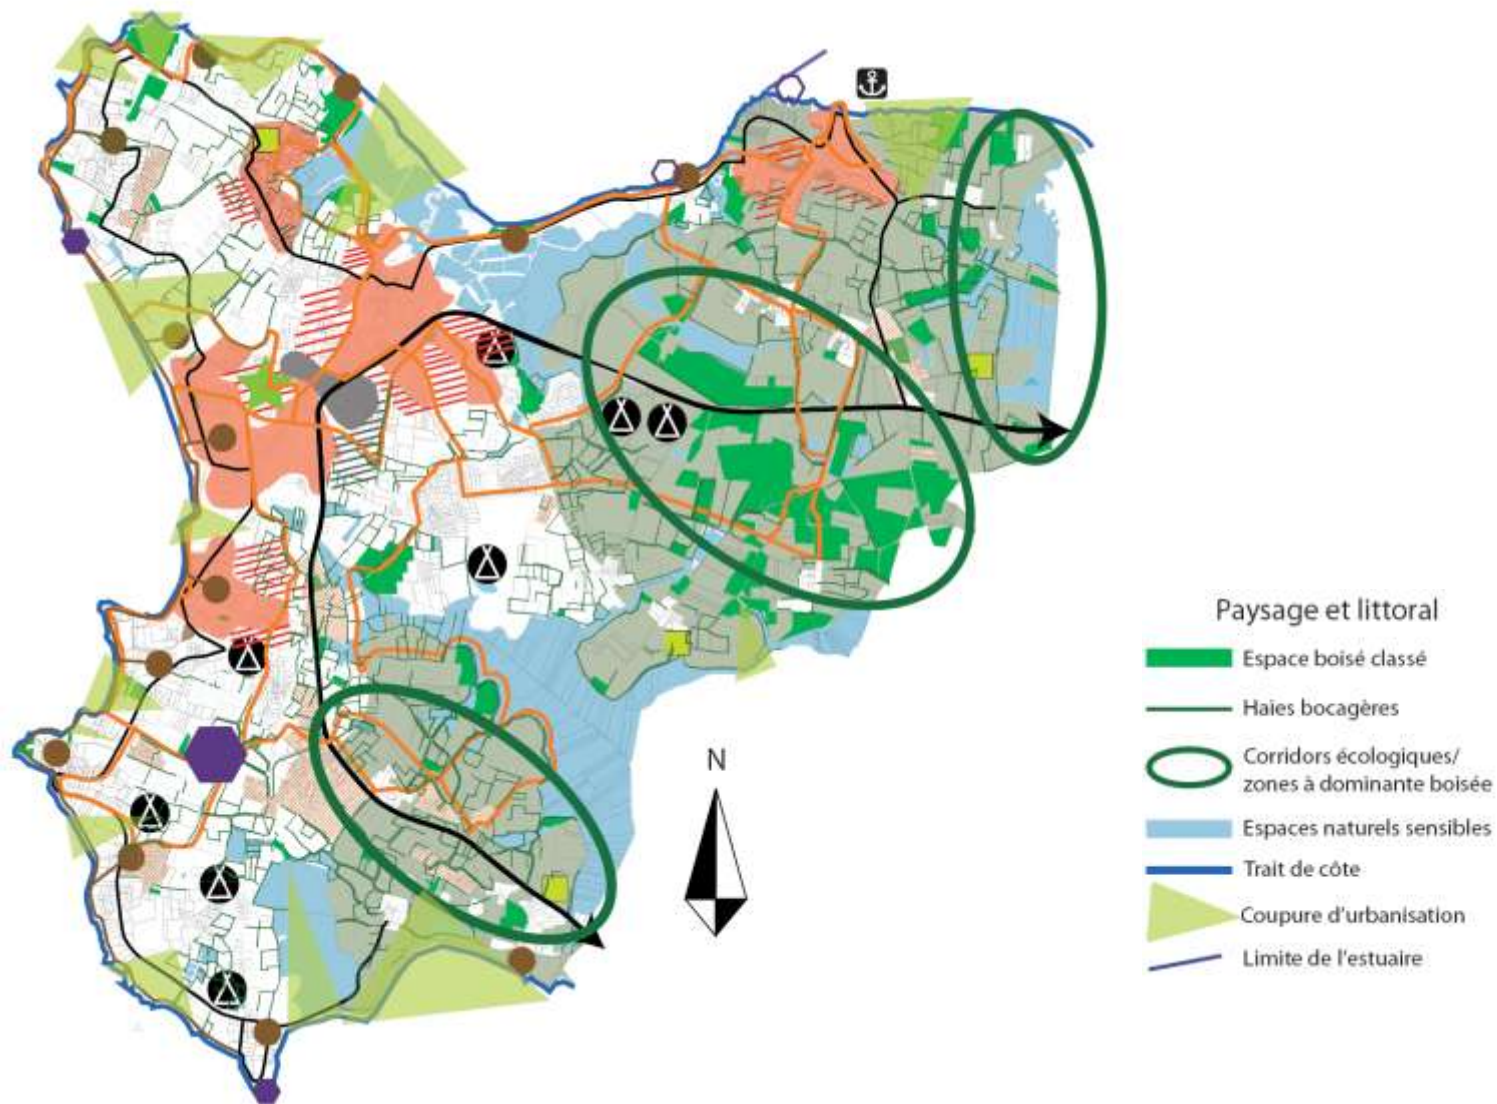 N
Paysage et littoral
Espace boisé classé
Haies bocagères
Corridors écologiques/
zones à dominante boisée
Espaces naturels sensibles
Trait de côte
Coupure d'urbanisation
Limite de l'estuaire